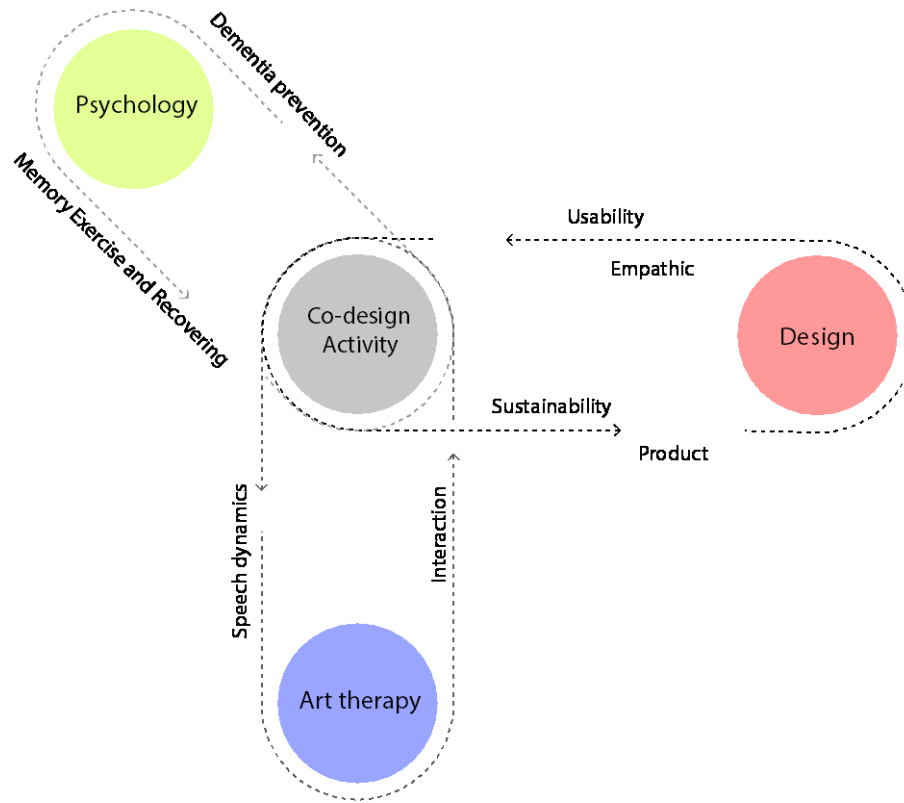 Dementia prevention
Psychology
Memory Exercise and Recovering
Usability
Empathic
Co-design
Activity
Design
Sustainability
Product
Speech dynamics
Interaction
Art therapy